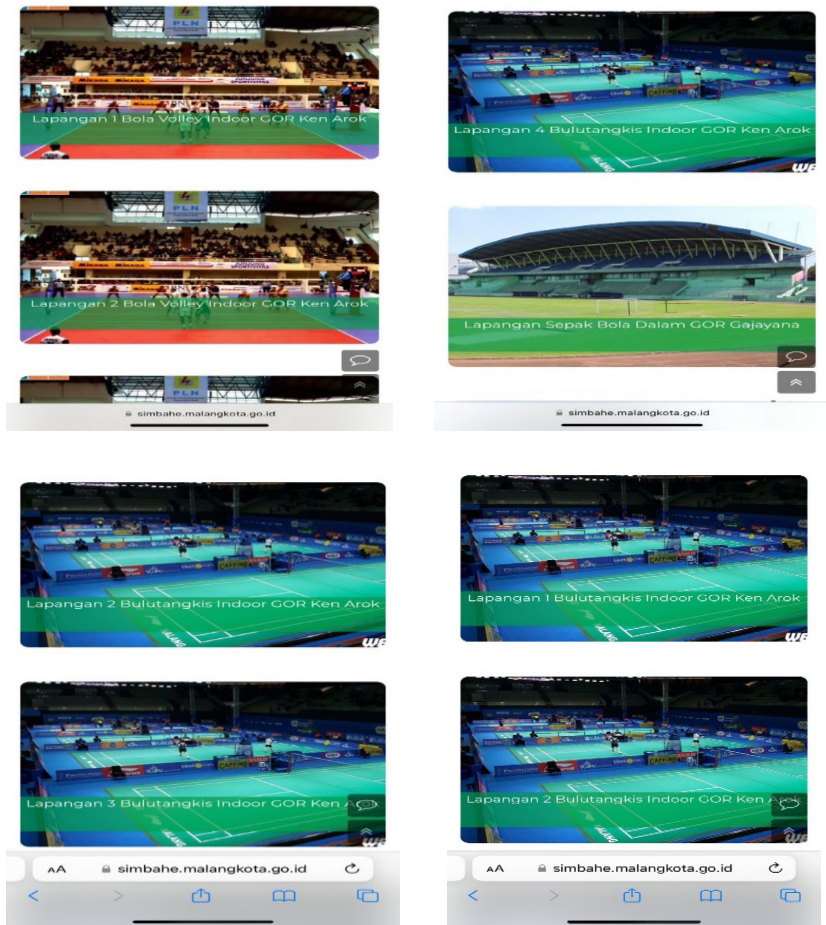 PLN
Lapangan 1 Bola Volley Indoor GOR Ken Arok
PLN
Lapangan 2 Bola Volley Indoor GOR Ken Arok
PLN
simbahe.malangkota.go.id
Lapangan 4 Bulutangkis Indoor GOR Ken Arok
Lapangan Sepak Bola Dalam GOR Gajayana
simbahe.malangkota.go.id
Lapangan 2 Bulutangkis Indoor GOR Ken Arok
Lapangan 3 Bulutangkis Indoor GOR Ken
AA simbahe.malangkota.go.id
Lapangan 1 Bulutangkis Indoor GOR Ken Arok
Lapangan 2 Bulutangkis Indoor GOR Ken
AA simbahe.malangkota.go.id